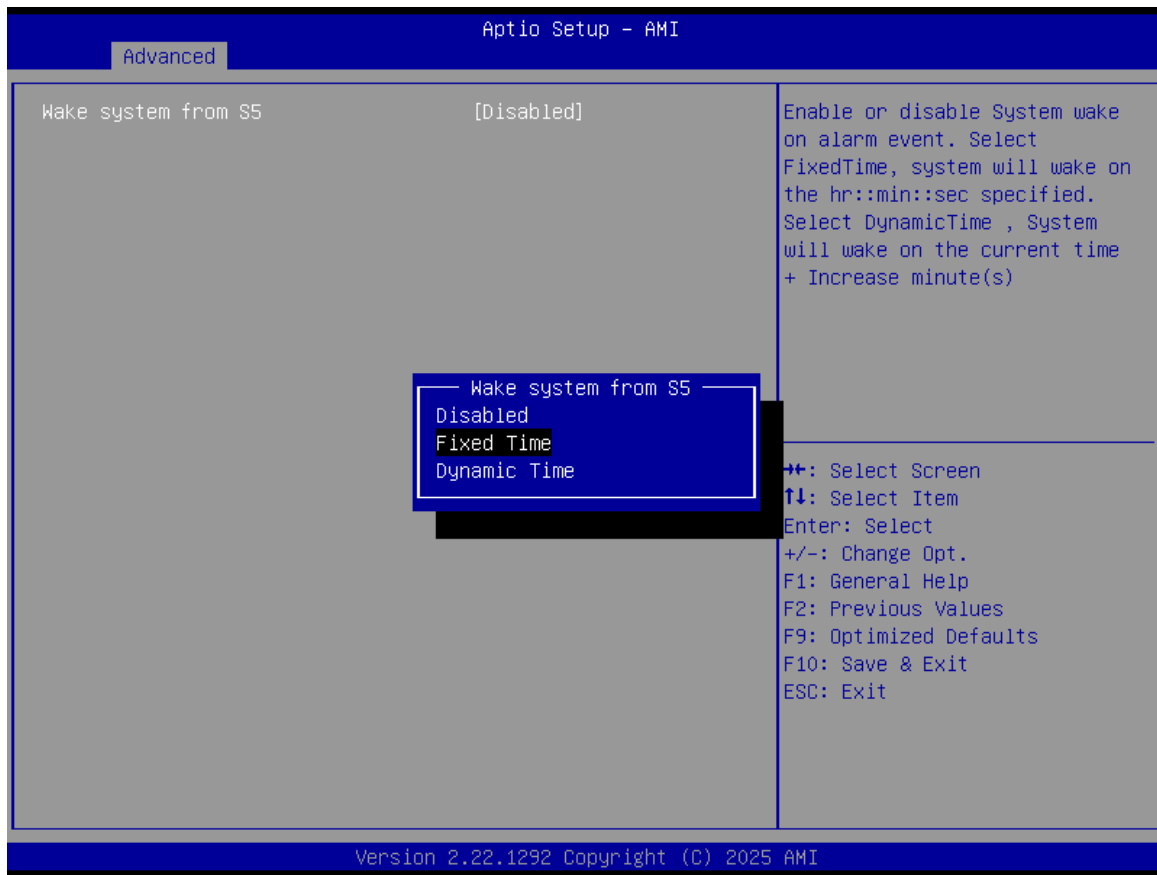 Aptio Setup – AMI
Advanced
Wake system from S5 [Disabled]
Enable or disable System wake
on alarm event. Select
FixedTime, system will wake on
the hr::min::sec specified.
Select DynamicTime , System
will wake on the current time
+ Increase minute(s)
Wake system from S5
Disabled
Fixed Time
Dynamic Time
→←: Select Screen
↑↓: Select Item
Enter: Select
+/-: Change Opt.
F1: General Help
F2: Previous Values
F9: Optimized Defaults
F10: Save & Exit
ESC: Exit
Version 2.22.1292 Copyright (C) 2025 AMI